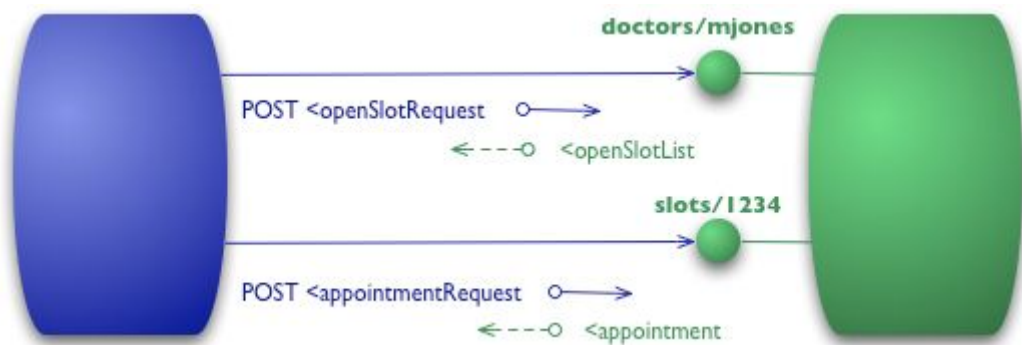 doctors/mjones
POST <openSlotRequest
<openSlotList
slots/1234
POST <appointmentRequest
<appointment